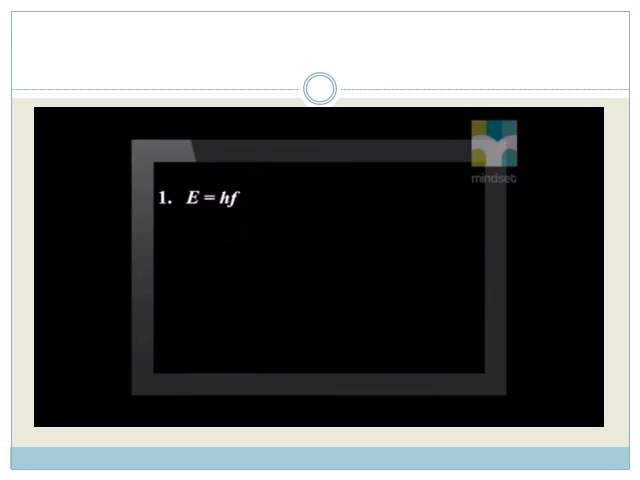 mindset
1. E = hf